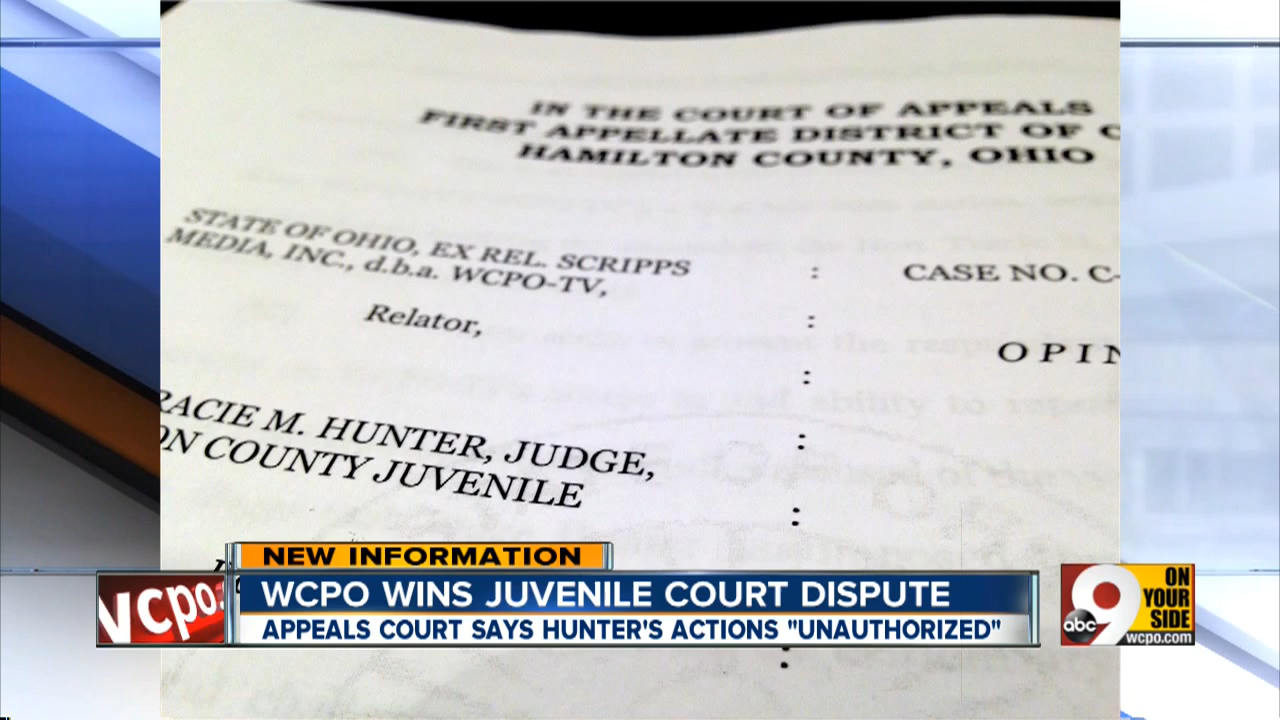 IN THE COURT OF APPEALS
FIRST APPELLATE DISTRICT OF
HAMILTON COUNTY, OHIO
STATE OF OHIO, EX REL. SCRIPPS
MEDIA, INC., d.b.a. WCPO-TV,
: CASE NO. C-
Relator, :
OPIN
:
RACIE M. HUNTER, JUDGE, :
ON COUNTY JUVENILE :
:
NEW INFORMATION
wcpo
WCPO WINS JUVENILE COURT DISPUTE
APPEALS COURT SAYS HUNTER'S ACTIONS "UNAUTHORIZED"
abc 9 ON
YOUR
SIDE
wcpo.com